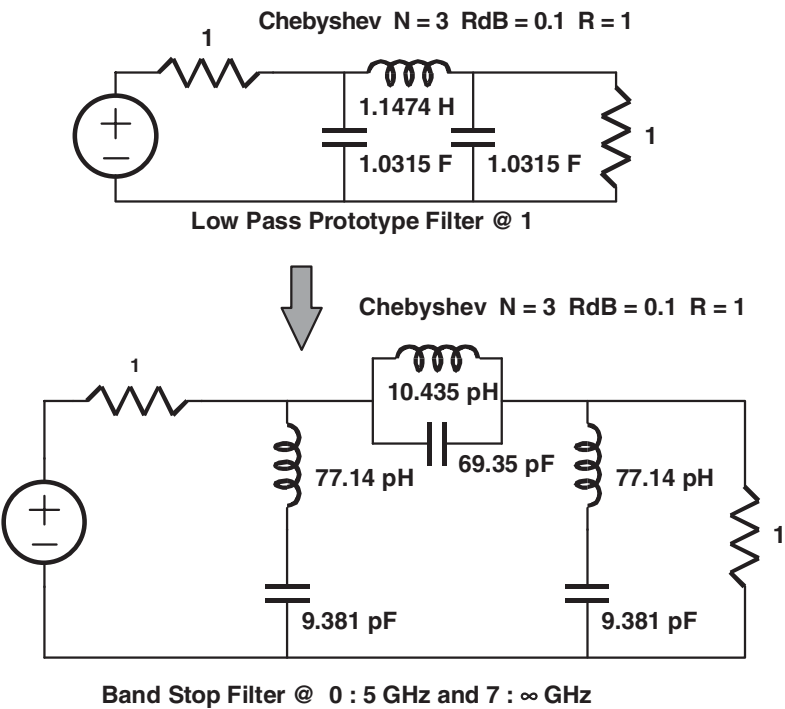 Chebyshev N = 3 RdB = 0.1 R = 1
1
1.1474 H
1.0315 F
1.0315 F
1
Low Pass Prototype Filter @ 1
Chebyshev N = 3 RdB = 0.1 R = 1
1
10.435 pH
69.35 pF
77.14 pH
77.14 pH
1
9.381 pF
9.381 pF
Band Stop Filter @ 0 : 5 GHz and 7 : ∞ GHz